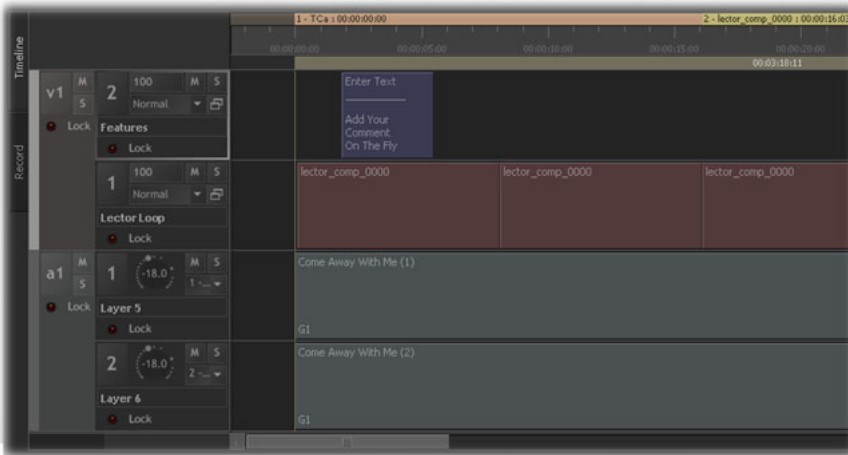 1 - TCa : 00:00:00:00
2 - lector_comp_0000 : 00:00:16:03
00:00:00:00 00:00:05:00 00:00:10:00 00:00:15:00 00:00:20:00
00:03:18:11
Timeline
Record
v1 M S Lock
2 100 M S
Normal
Features
Lock
Enter Text
Add Your
Comment
On The Fly
1 100 M S
Normal
Lector Loop
Lock
lector_comp_0000 lector_comp_0000 lector_comp_0000
a1 M S Lock
1 -18.0 M S
1 -...
Layer 5
Lock
Come Away With Me (1)
G1
2 -18.0 M S
2 -...
Layer 6
Lock
Come Away With Me (2)
G1